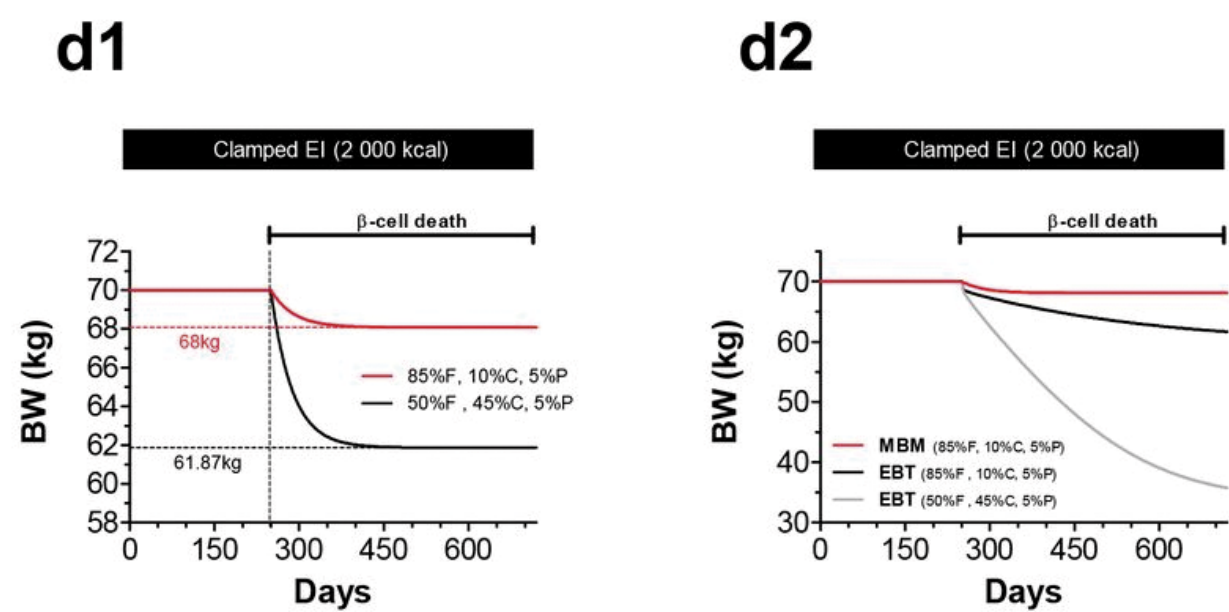 d1
Clamped EI (2 000 kcal)
β-cell death
72
70
68
66
64
62
60
58
BW (kg)
68kg
85%F, 10%C, 5%P
50%F , 45%C, 5%P
61.87kg
0 150 300 450 600
Days
d2
Clamped EI (2 000 kcal)
β-cell death
70
60
50
40
30
BW (kg)
MBM (85%F, 10%C, 5%P)
EBT (85%F , 10%C, 5%P)
EBT (50%F , 45%C, 5%P)
0 150 300 450 600
Days